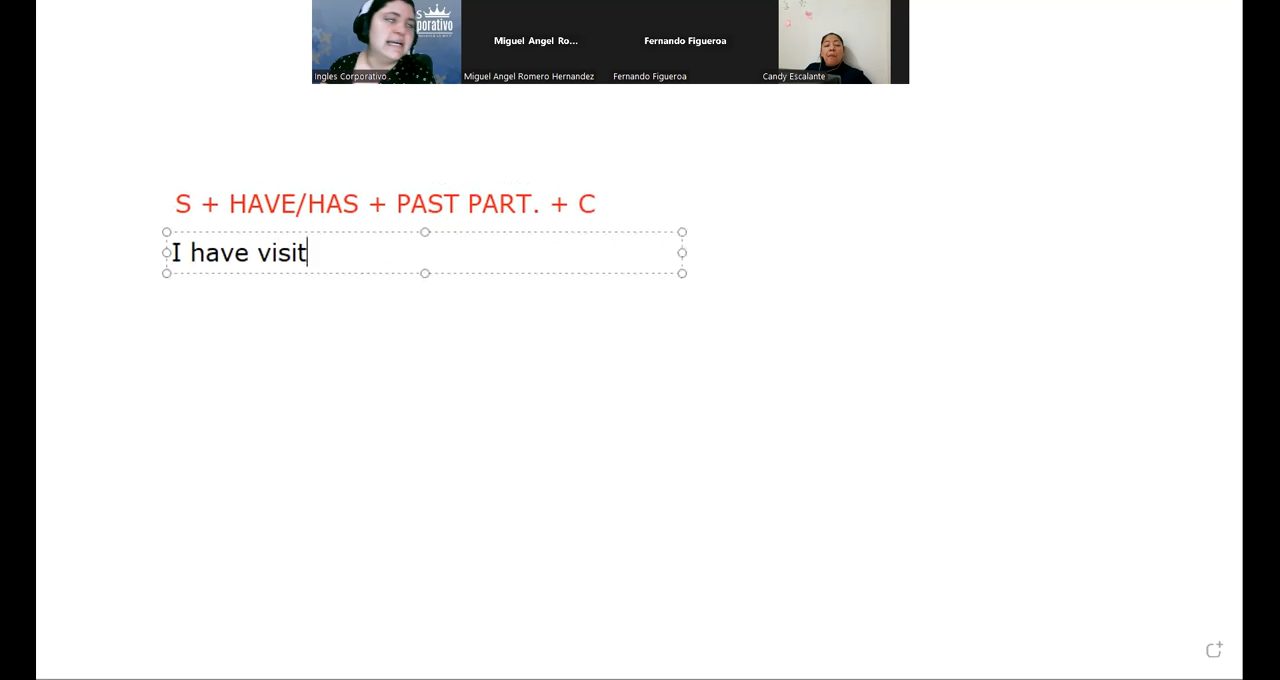 S
porativo
Miguel Angel Ro...
Fernando Figueroa
Ingles Corporativo .
Miguel Angel Romero Hernandez
Fernando Figueroa
Candy Escalante
S + HAVE/HAS + PAST PART. + C
I have visit